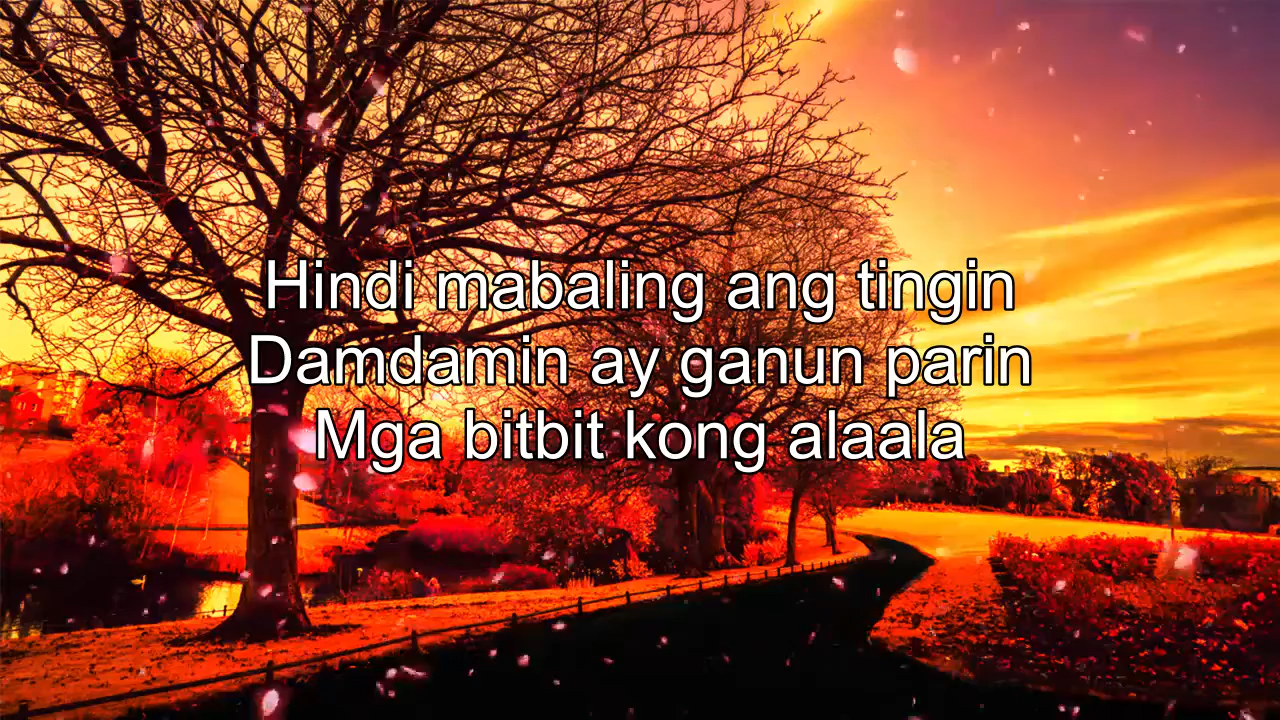 Hindi mabaling ang tingin
Damdamin ay ganun parin
Mga bitbit kong alaala